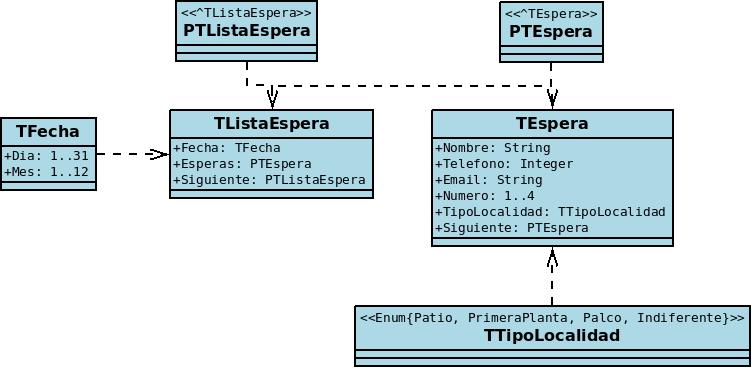 <<^TListaEspera>>
PTListaEspera
<<^TEspera>>
PTEspera
TFecha
+Dia: 1..31
+Mes: 1..12
TListaEspera
+Fecha: TFecha
+Esperas: PTEspera
+Siguiente: PTListaEspera
TEspera
+Nombre: String
+Telefono: Integer
+Email: String
+Numero: 1..4
+TipoLocalidad: TTipoLocalidad
+Siguiente: PTEspera
<<Enum{Patio, PrimeraPlanta, Palco, Indiferente}>>
TTipoLocalidad